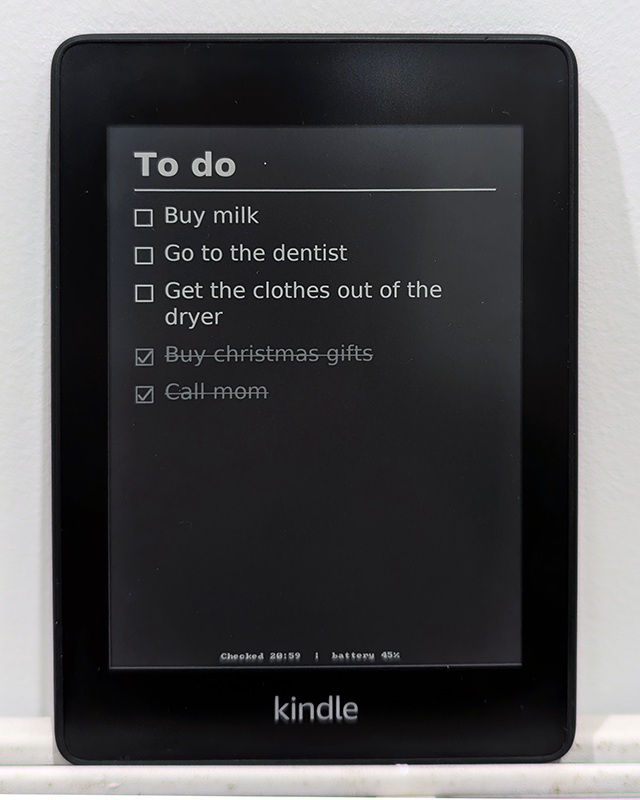 To do
Buy milk
Go to the dentist
Get the clothes out of the
dryer
Buy christmas gifts
Call mom
Checked 20:59 | battery 45%
kindle